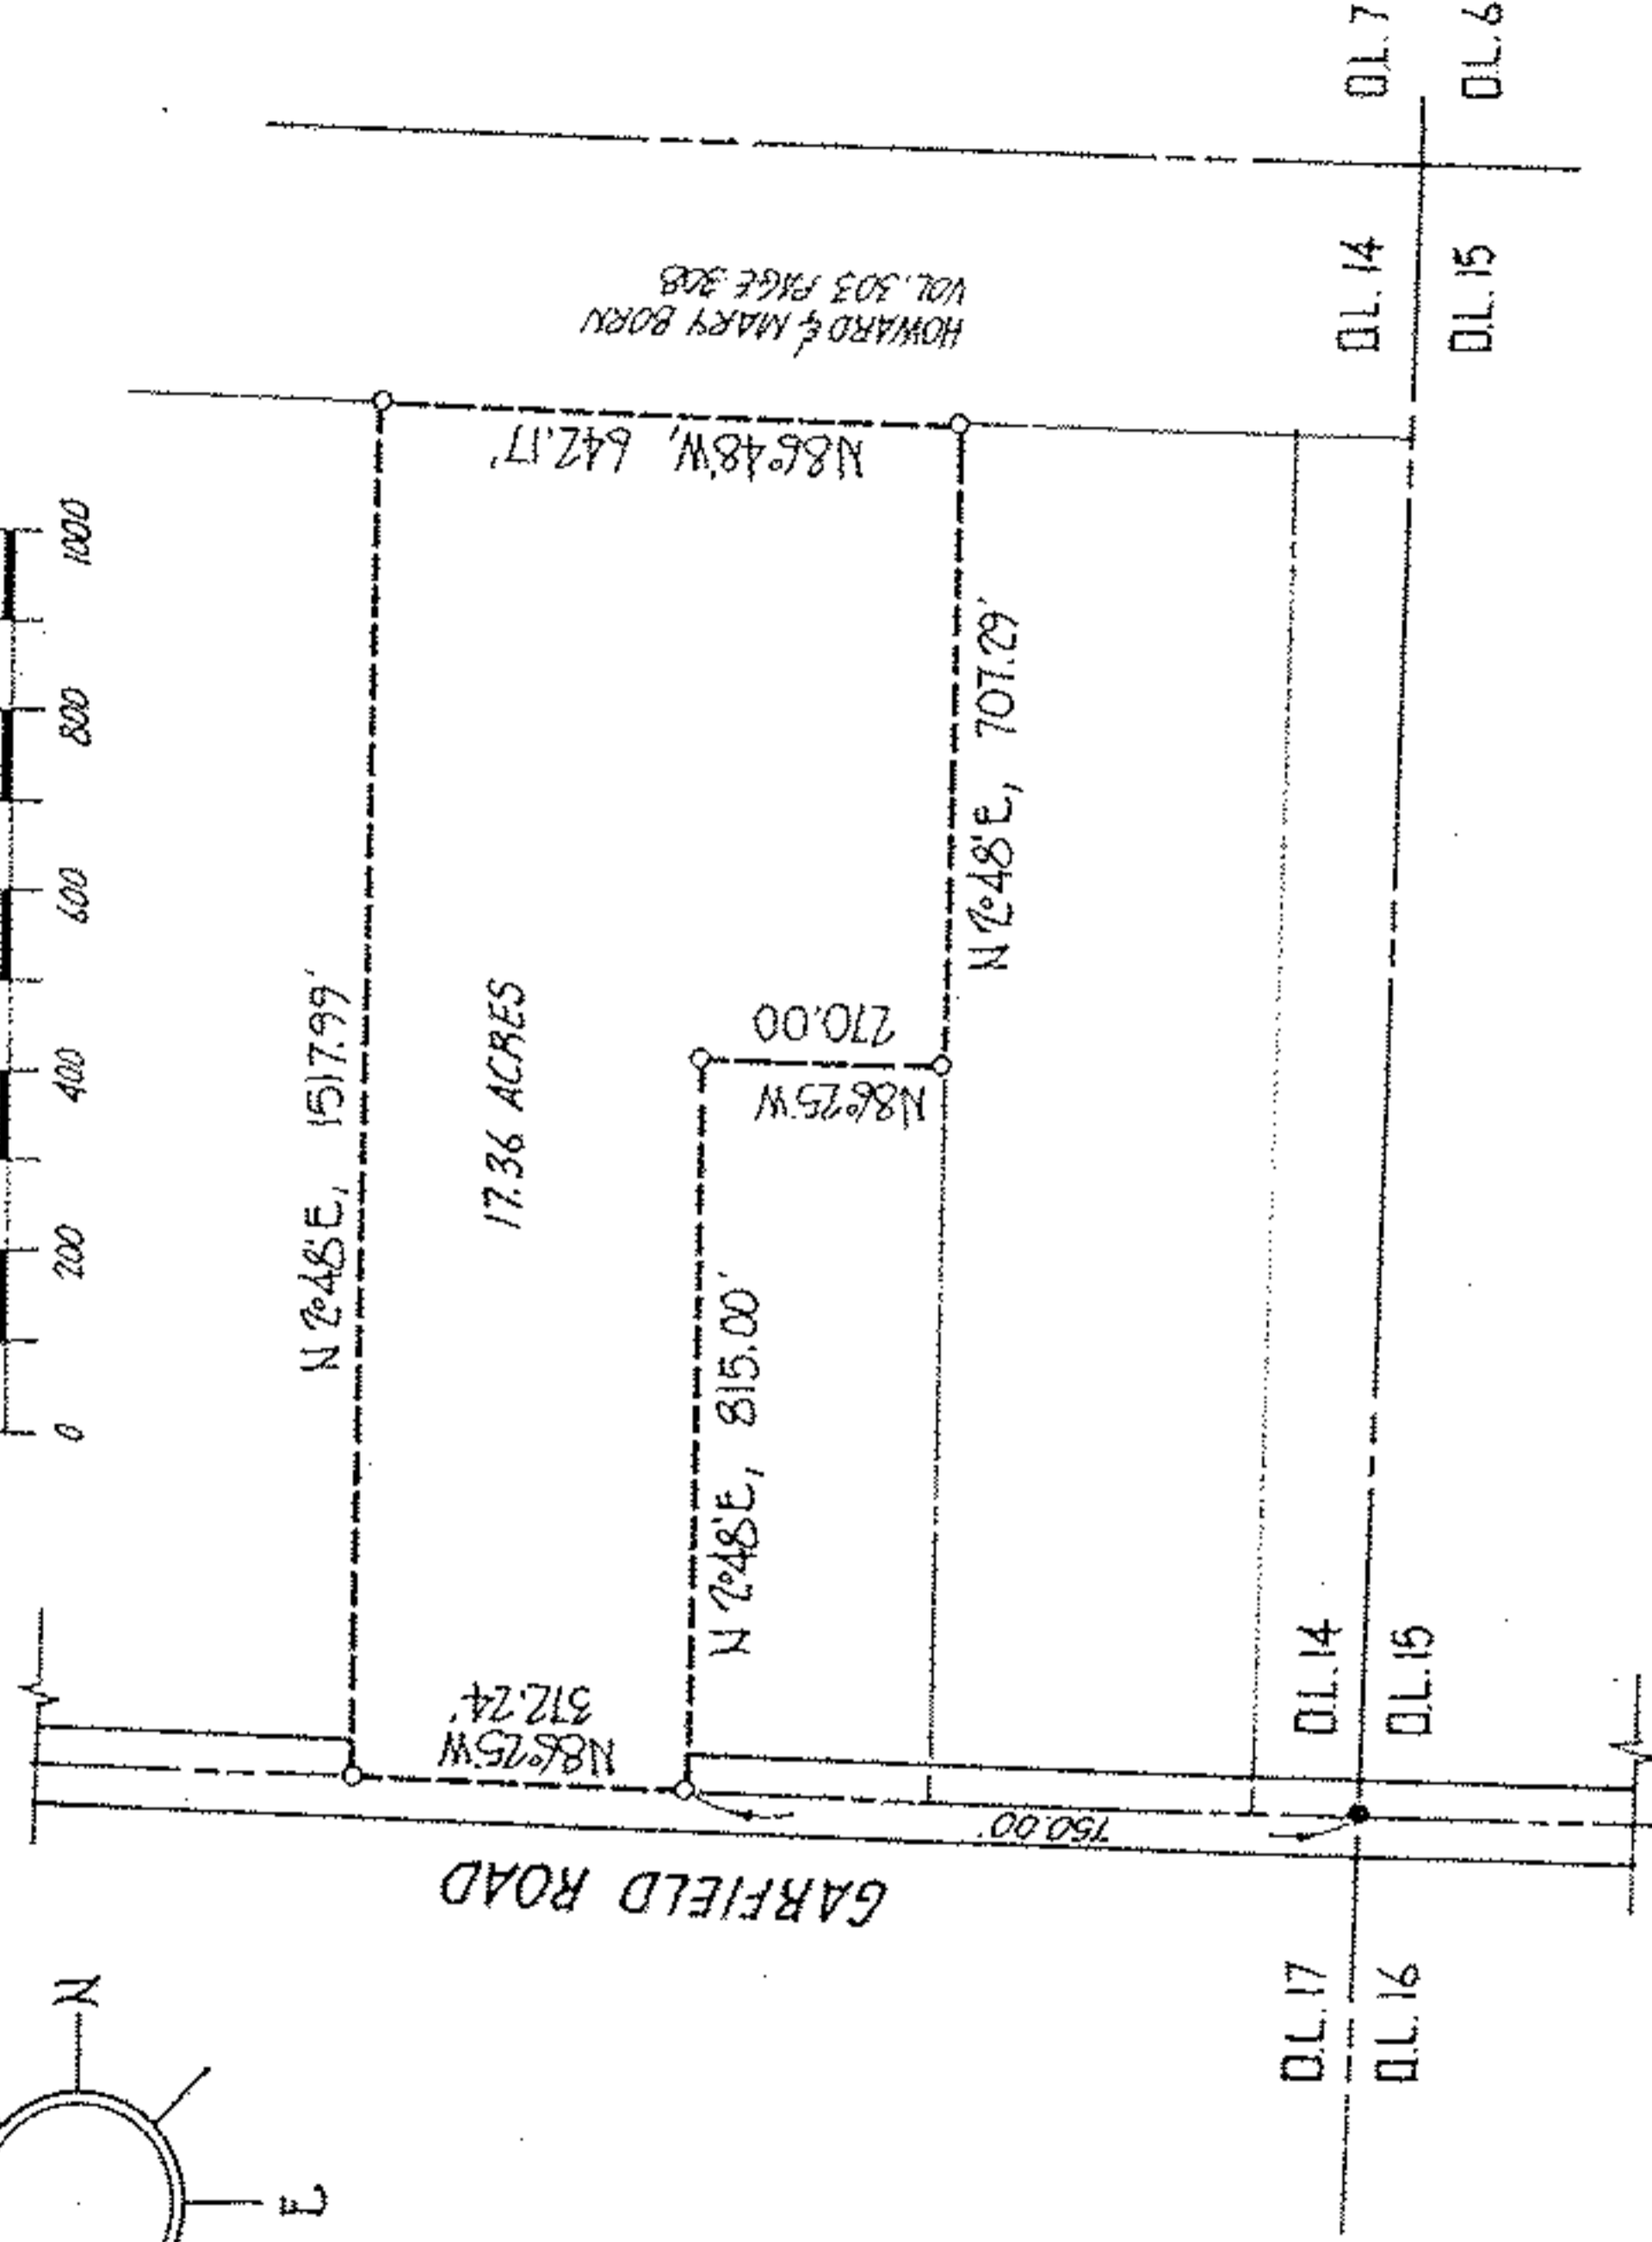 O.L. 7
O.L. 6
O.L. 14
O.L. 15
HOWARD & MARY BORN
VOL. 303 PAGE 308
N86°48'W, 642.17'
0
200
400
600
800
1000
N 2°48'E, 1517.99'
17.36 ACRES
N86°25'W
270.00
N 2°48'E, 707.29'
N 2°48'E, 815.00'
N86°25'W
372.24'
750.00'
O.L. 14
O.L. 15
GARFIELD ROAD
O.L. 17
O.L. 16
N
E